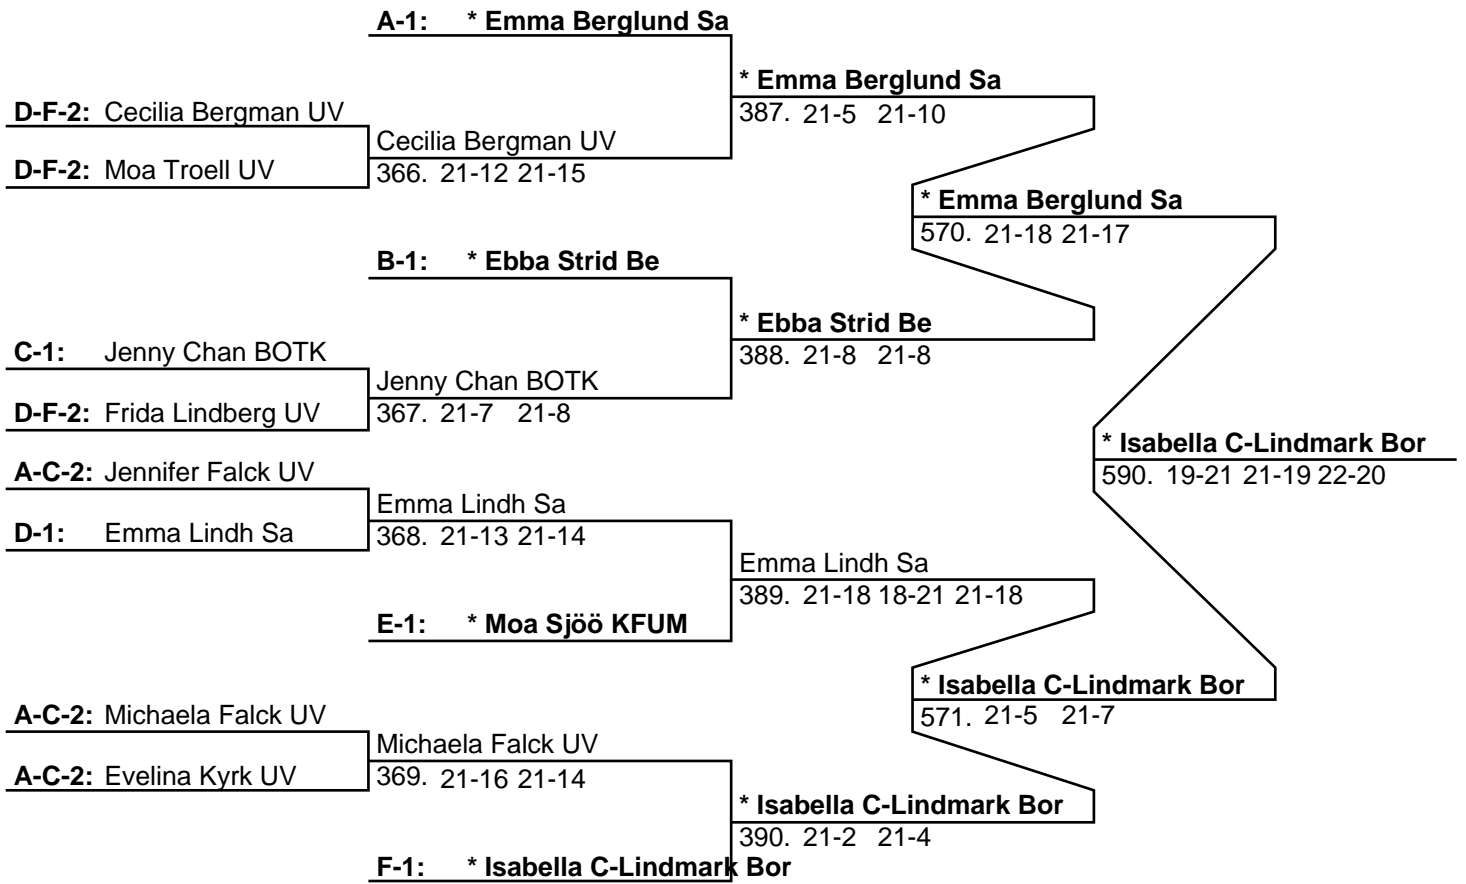 A-1: * Emma Berglund Sa
* Emma Berglund Sa
D-F-2: Cecilia Bergman UV
387. 21-5 21-10
Cecilia Bergman UV
D-F-2: Moa Troell UV
366. 21-12 21-15
* Emma Berglund Sa
570. 21-18 21-17
B-1: * Ebba Strid Be
* Ebba Strid Be
C-1: Jenny Chan BOTK
388. 21-8 21-8
Jenny Chan BOTK
D-F-2: Frida Lindberg UV
367. 21-7 21-8
* Isabella C-Lindmark Bor
A-C-2: Jennifer Falck UV
590. 19-21 21-19 22-20
Emma Lindh Sa
D-1: Emma Lindh Sa
368. 21-13 21-14
Emma Lindh Sa
389. 21-18 18-21 21-18
E-1: * Moa Sjöö KFUM
* Isabella C-Lindmark Bor
A-C-2: Michaela Falck UV
571. 21-5 21-7
Michaela Falck UV
A-C-2: Evelina Kyrk UV
369. 21-16 21-14
* Isabella C-Lindmark Bor
390. 21-2 21-4
F-1: * Isabella C-Lindmark Bor